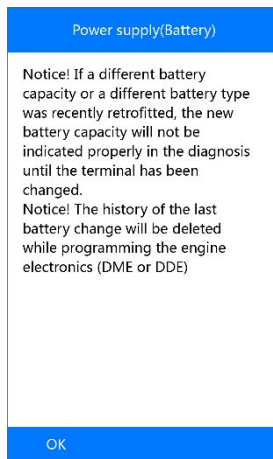 Power supply(Battery)
Notice! If a different battery
capacity or a different battery type
was recently retrofitted, the new
battery capacity will not be
indicated properly in the diagnosis
until the terminal has been
changed.
Notice! The history of the last
battery change will be deleted
while programming the engine
electronics (DME or DDE)
OK